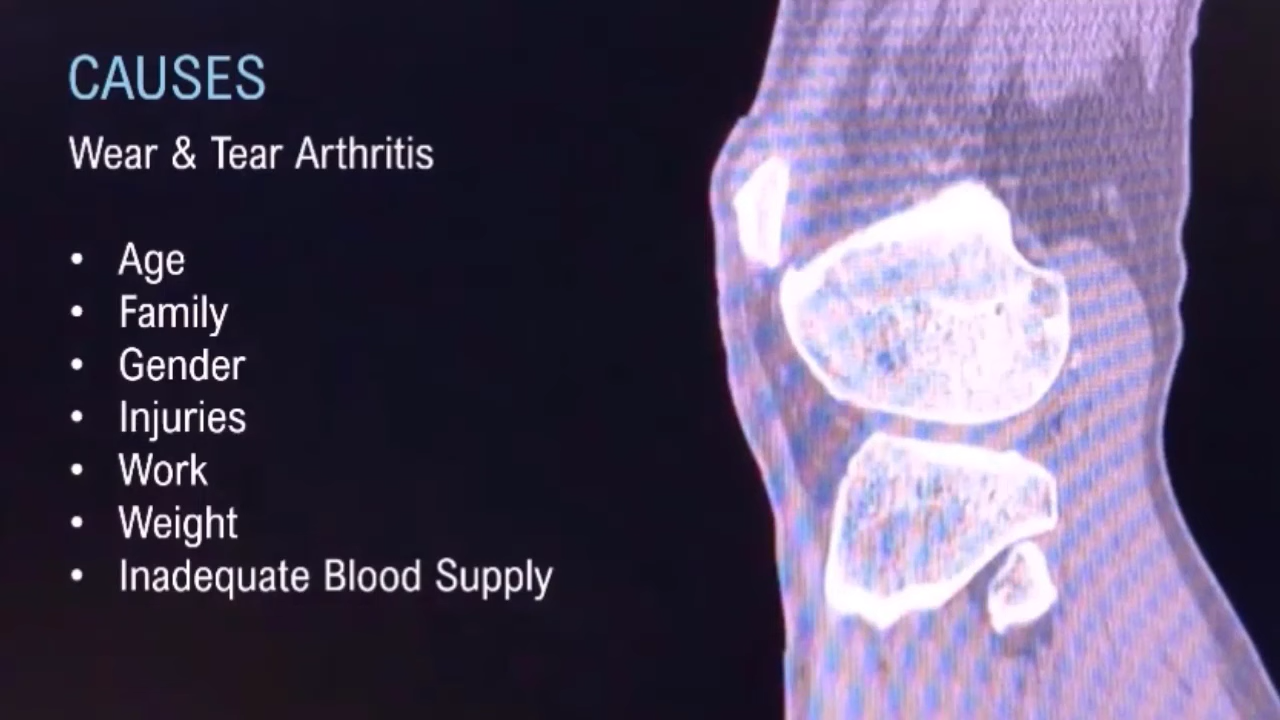 CAUSES
Wear & Tear Arthritis
• Age
• Family
• Gender
• Injuries
• Work
• Weight
• Inadequate Blood Supply